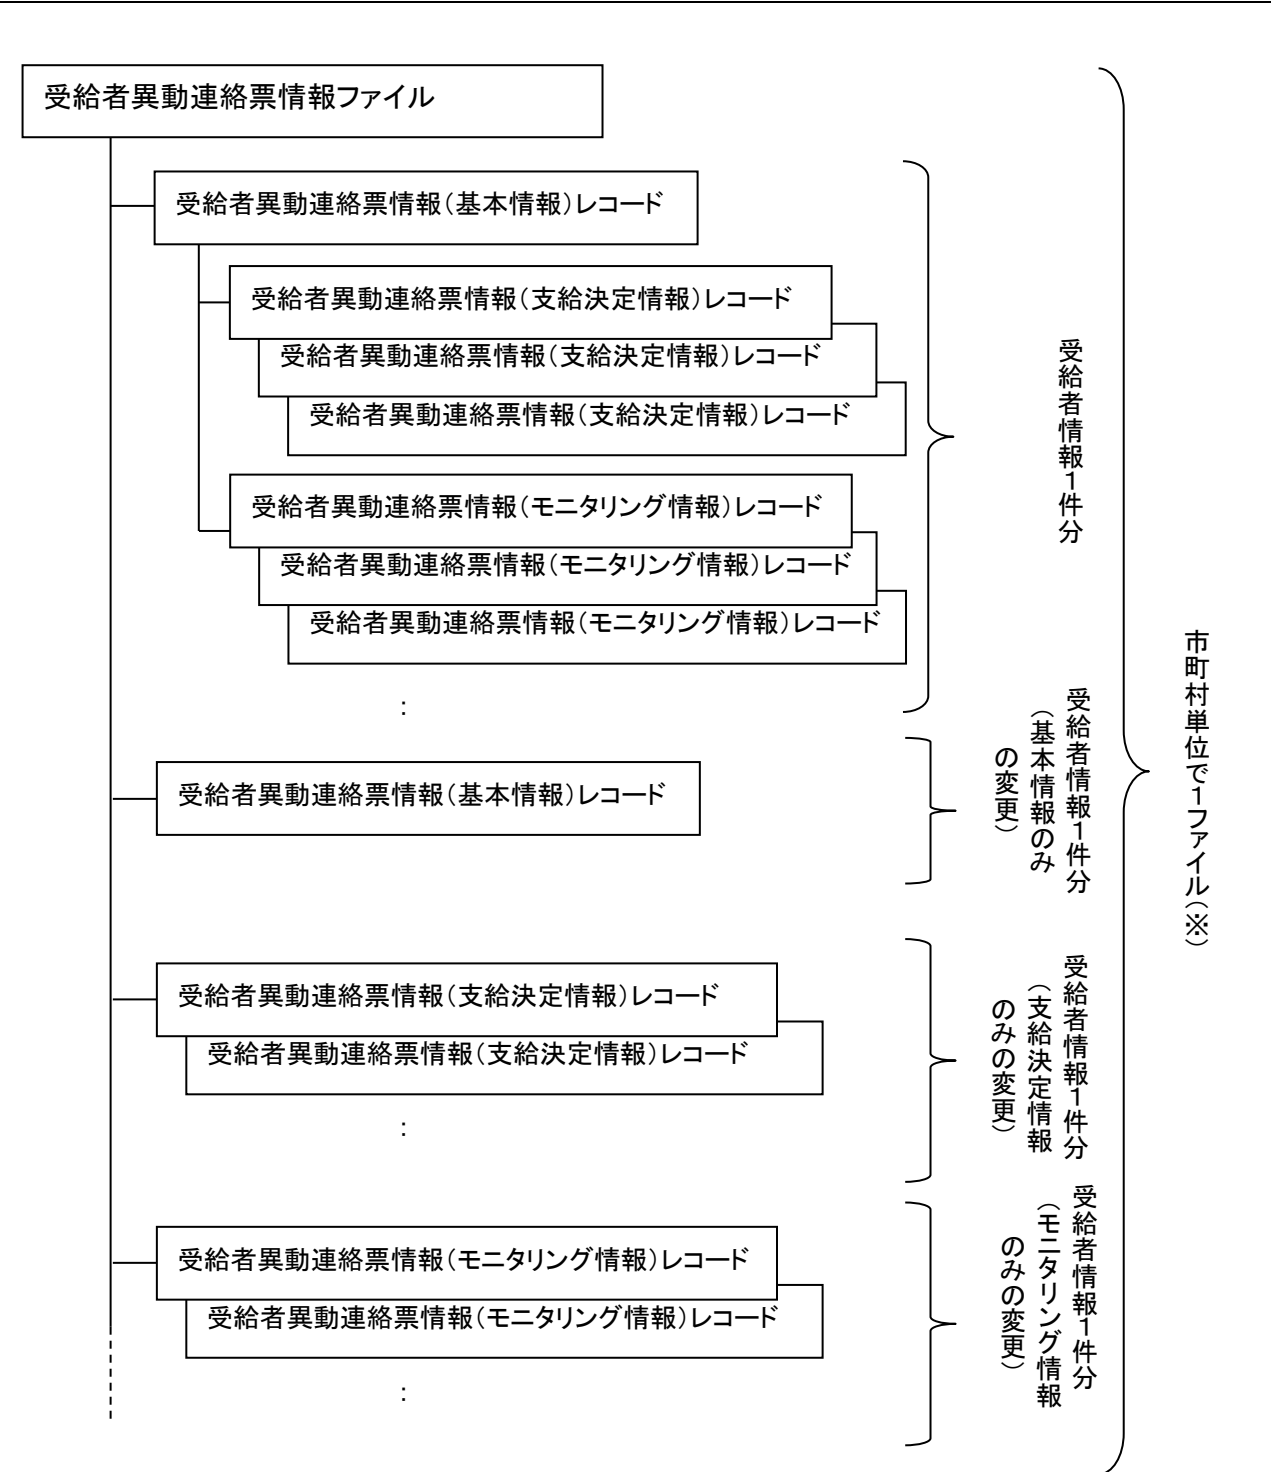 受給者異動連絡票情報ファイル
受給者異動連絡票情報(基本情報)レコード
受給者異動連絡票情報(支給決定情報)レコード
受給者異動連絡票情報(支給決定情報)レコード
受給者異動連絡票情報(支給決定情報)レコード
受給者異動連絡票情報(モニタリング情報)レコード
受給者異動連絡票情報(モニタリング情報)レコード
受給者異動連絡票情報(モニタリング情報)レコード
:
受給者情報1件分
受給者異動連絡票情報(基本情報)レコード
受給者情報1件分
(基本情報のみ
の変更)
受給者異動連絡票情報(支給決定情報)レコード
受給者異動連絡票情報(支給決定情報)レコード
:
受給者情報1件分
(支給決定情報
のみの変更)
受給者異動連絡票情報(モニタリング情報)レコード
受給者異動連絡票情報(モニタリング情報)レコード
:
受給者情報1件分
(モニタリング情報
のみの変更)
市町村単位で1ファイル(※)